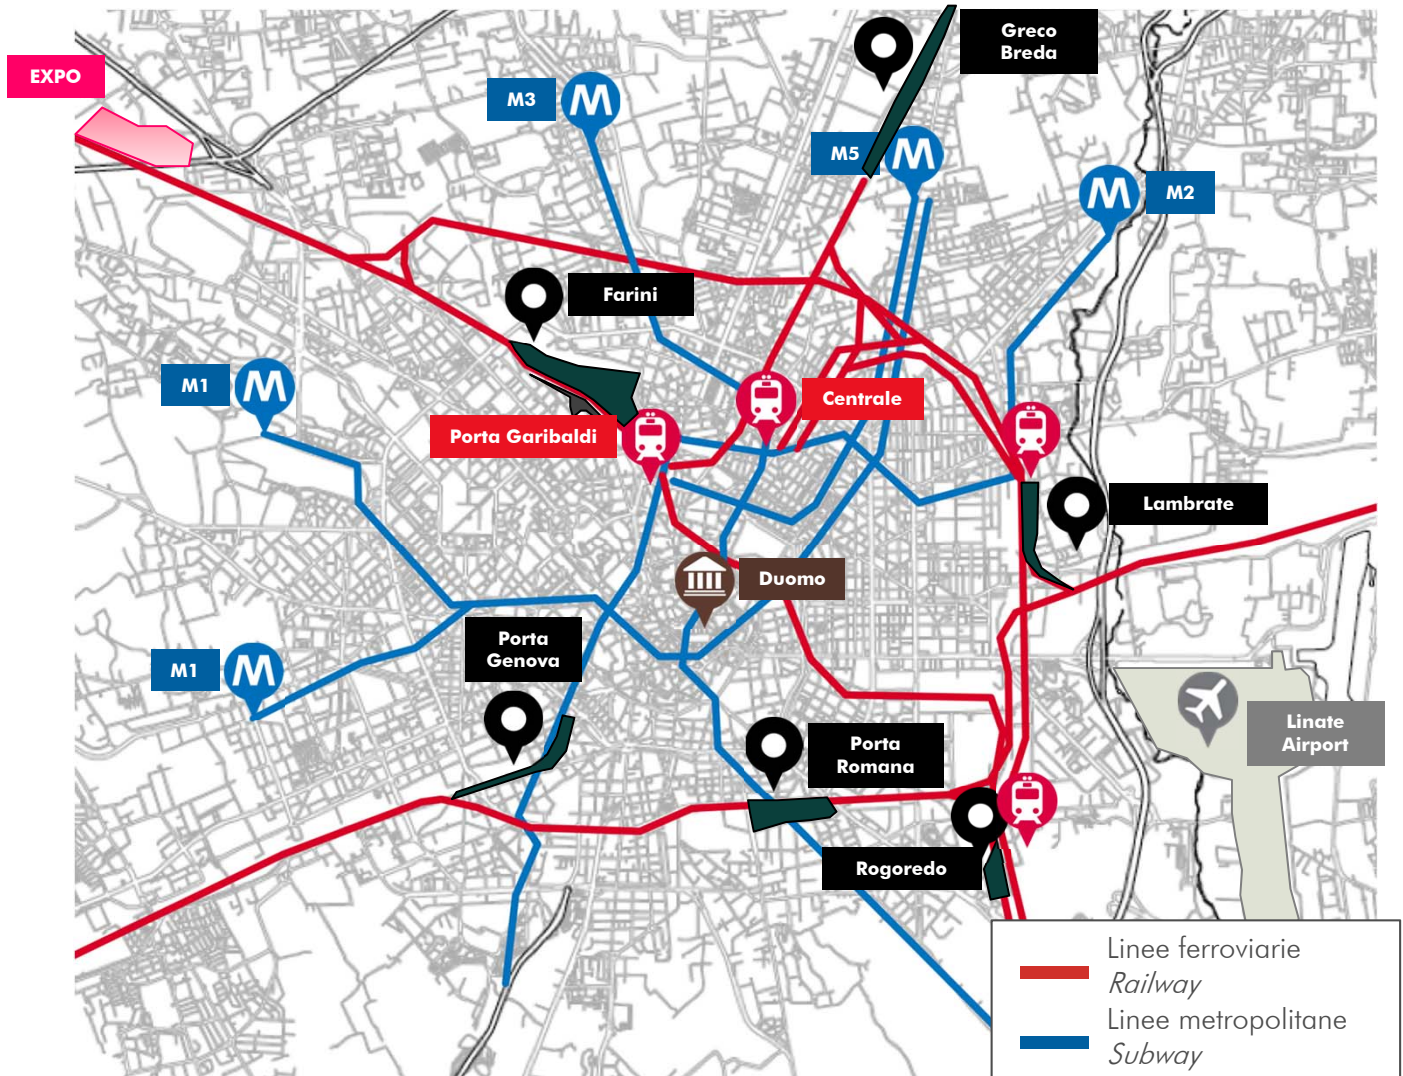 Greco
Breda
EXPO
M3
M
M5
M
M
M2
Farini
M1
M
Centrale
Porta Garibaldi
Lambrate
Duomo
Porta
Genova
M1
M
Linate
Airport
Porta
Romana
Rogoredo
Linee ferroviarie
Railway
Linee metropolitane
Subway